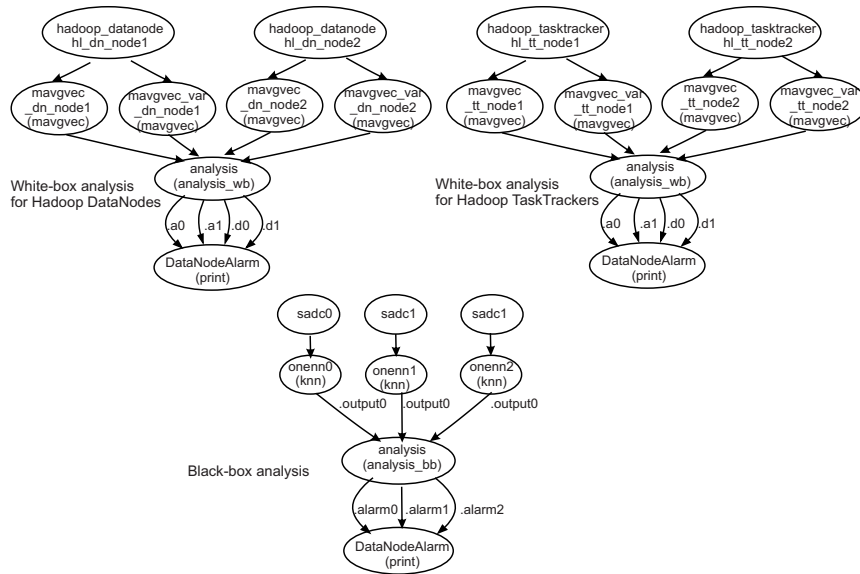 hadoop_datanode
hl_dn_node1
hadoop_datanode
hl_dn_node2
mavgvec
_dn_node1
(mavgvec)
mavgvec_var
_dn_node1
(mavgvec)
mavgvec
_dn_node2
(mavgvec)
mavgvec_var
_dn_node2
(mavgvec)
analysis
(analysis_wb)
White-box analysis
for Hadoop DataNodes
.a0
.a1
.d0
.d1
DataNodeAlarm
(print)
hadoop_tasktracker
hl_tt_node1
hadoop_tasktracker
hl_tt_node2
mavgvec
_tt_node1
(mavgvec)
mavgvec_var
_tt_node1
(mavgvec)
mavgvec
_tt_node2
(mavgvec)
mavgvec_var
_tt_node2
(mavgvec)
analysis
(analysis_wb)
White-box analysis
for Hadoop TaskTrackers
.a0
.a1
.d0
.d1
DataNodeAlarm
(print)
sadc0
sadc1
sadc1
onenn0
(knn)
onenn1
(knn)
onenn2
(knn)
.output0
.output0
.output0
analysis
(analysis_bb)
Black-box analysis
.alarm0
.alarm1
.alarm2
DataNodeAlarm
(print)